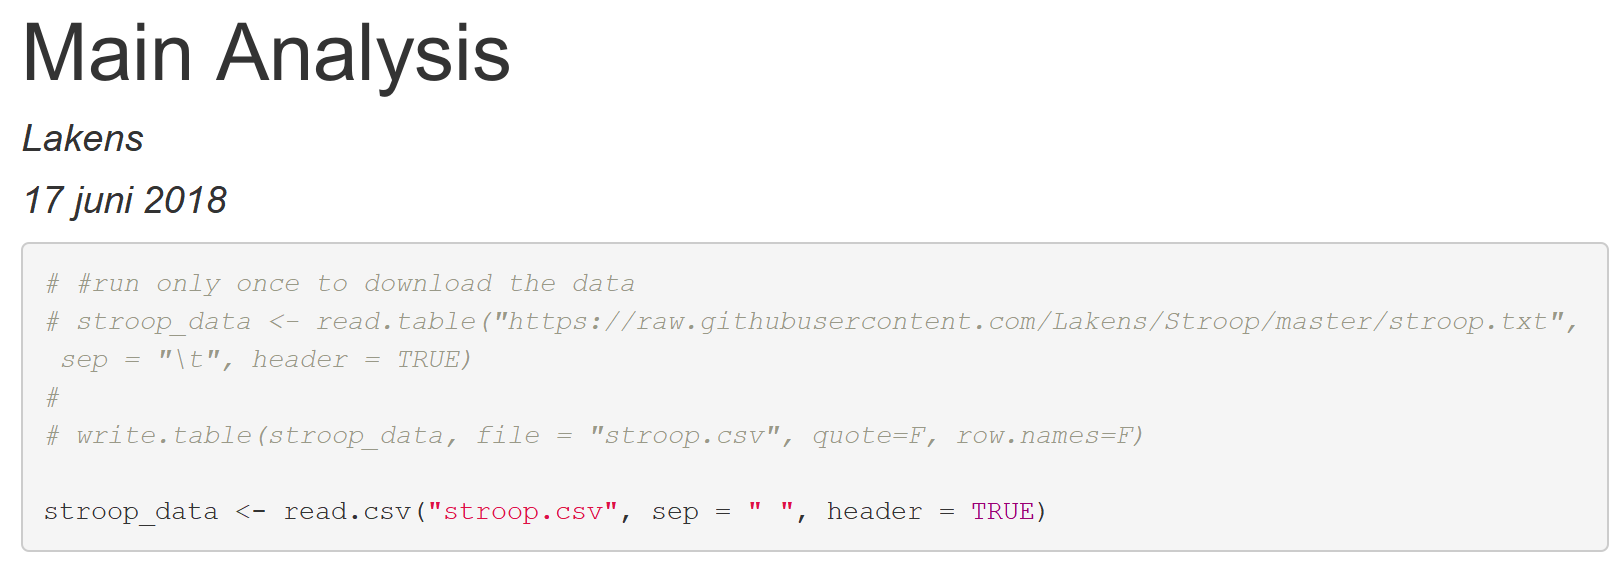 Main Analysis
Lakens
17 juni 2018
# #run only once to download the data
# stroop_data <- read.table("https://raw.githubusercontent.com/Lakens/Stroop/master/stroop.txt",
sep = "\t", header = TRUE)
#
# write.table(stroop_data, file = "stroop.csv", quote=F, row.names=F)
stroop_data <- read.csv("stroop.csv", sep = " ", header = TRUE)